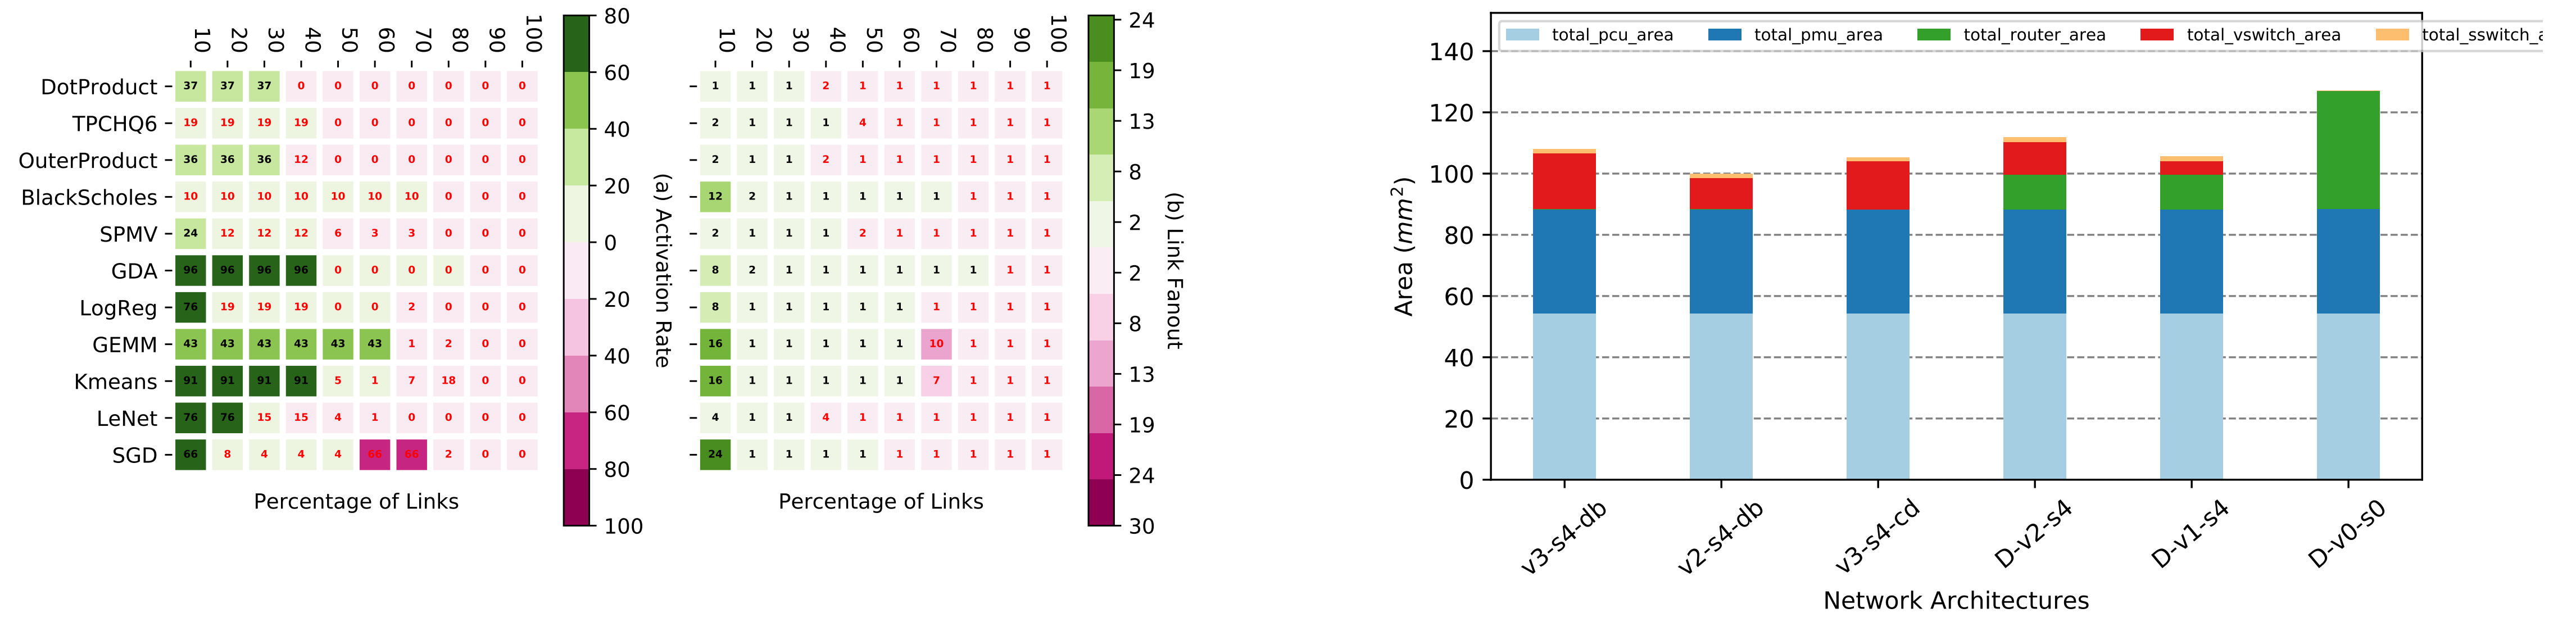 10 20 30 40 50 60 70 80 90 100
DotProduct 37 37 37 0 0 0 0 0 0 0
TPCHQ6 19 19 19 19 0 0 0 0 0 0
OuterProduct 36 36 36 12 0 0 0 0 0 0
BlackScholes 10 10 10 10 10 10 10 0 0 0
SPMV 24 12 12 12 6 3 3 0 0 0
GDA 96 96 96 96 0 0 0 0 0 0
LogReg 76 19 19 19 0 0 2 0 0 0
GEMM 43 43 43 43 43 43 1 2 0 0
Kmeans 91 91 91 91 5 1 7 18 0 0
LeNet 76 76 15 15 4 1 0 0 0 0
SGD 66 8 4 4 4 66 66 2 0 0
Percentage of Links
80
60
40
20
0
20
40
60
80
100
(a) Activation Rate
10 20 30 40 50 60 70 80 90 100
1 1 1 2 1 1 1 1 1 1
2 1 1 1 4 1 1 1 1 1
2 1 1 2 1 1 1 1 1 1
12 2 1 1 1 1 1 1 1 1
2 1 1 1 2 1 1 1 1 1
8 2 1 1 1 1 1 1 1 1
8 1 1 1 1 1 1 1 1 1
16 1 1 1 1 1 10 1 1 1
16 1 1 1 1 1 7 1 1 1
4 1 1 4 1 1 1 1 1 1
24 1 1 1 1 1 1 1 1 1
Percentage of Links
24
19
13
8
2
2
8
13
19
24
30
(b) Link Fanout
total_pcu_area total_pmu_area total_router_area total_vswitch_area total_sswitch_a
140
120
100
80
60
40
20
0
Area (mm²)
v3-s4-db v2-s4-db v3-s4-cd D-v2-s4 D-v1-s4 D-v0-s0
Network Architectures